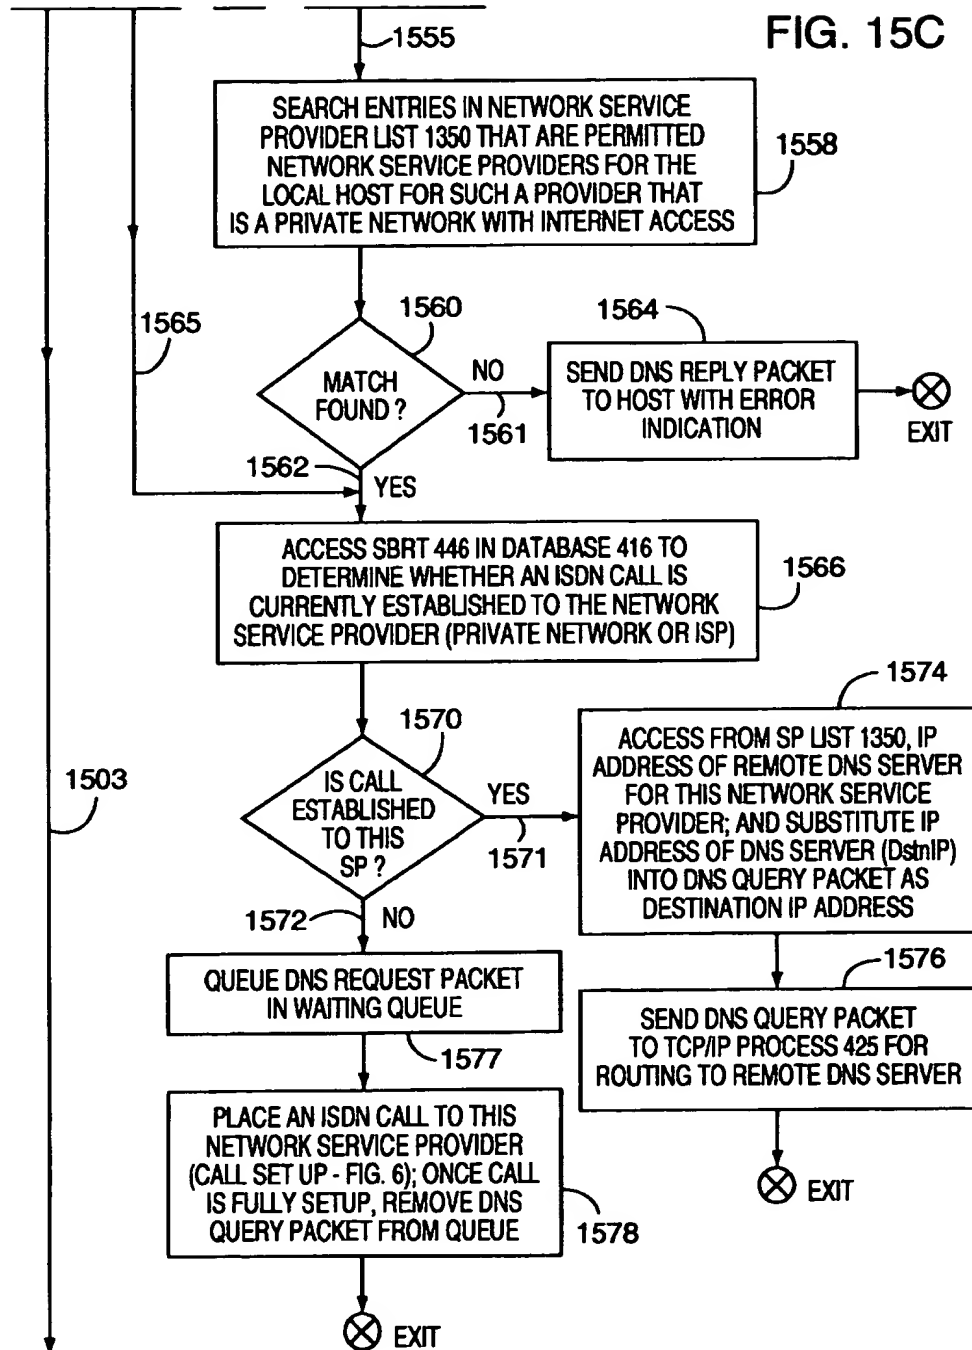 FIG. 15C
1555
SEARCH ENTRIES IN NETWORK SERVICE
PROVIDER LIST 1350 THAT ARE PERMITTED
NETWORK SERVICE PROVIDERS FOR THE
LOCAL HOST FOR SUCH A PROVIDER THAT
IS A PRIVATE NETWORK WITH INTERNET ACCESS
1558
1565
1560
MATCH
FOUND ?
NO
1561
1564
SEND DNS REPLY PACKET
TO HOST WITH ERROR
INDICATION
EXIT
1562
YES
ACCESS SBRT 446 IN DATABASE 416 TO
DETERMINE WHETHER AN ISDN CALL IS
CURRENTLY ESTABLISHED TO THE NETWORK
SERVICE PROVIDER (PRIVATE NETWORK OR ISP)
1566
1503
1570
IS CALL
ESTABLISHED
TO THIS
SP ?
YES
1571
1574
ACCESS FROM SP LIST 1350, IP
ADDRESS OF REMOTE DNS SERVER
FOR THIS NETWORK SERVICE
PROVIDER; AND SUBSTITUTE IP
ADDRESS OF DNS SERVER (DstnIP)
INTO DNS QUERY PACKET AS
DESTINATION IP ADDRESS
1572
NO
1576
SEND DNS QUERY PACKET
TO TCP/IP PROCESS 425 FOR
ROUTING TO REMOTE DNS SERVER
EXIT
QUEUE DNS REQUEST PACKET
IN WAITING QUEUE
1577
PLACE AN ISDN CALL TO THIS
NETWORK SERVICE PROVIDER
(CALL SET UP - FIG. 6); ONCE CALL
IS FULLY SETUP, REMOVE DNS
QUERY PACKET FROM QUEUE
1578
EXIT